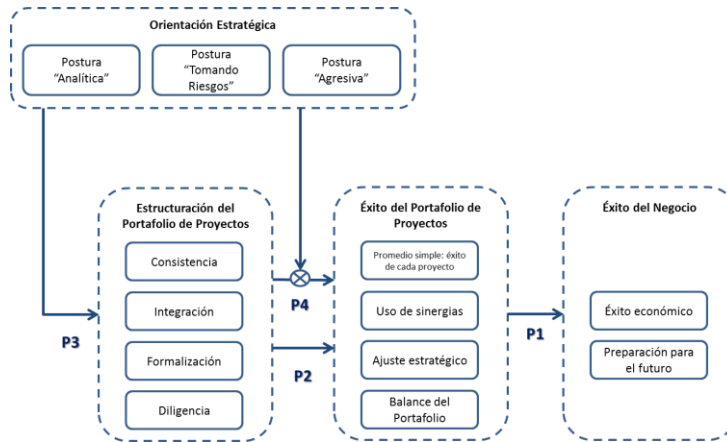 Orientación Estratégica
Postura
"Analítica"
Postura
"Tomando
Riesgos"
Postura
"Agresiva"
Estructuración del
Portafolio de Proyectos
Consistencia
Integración
Formalización
Diligencia
Éxito del Portafolio de
Proyectos
Promedio simple: éxito
de cada proyecto
Uso de sinergias
Ajuste estratégico
Balance del
Portafolio
Éxito del Negocio
Éxito económico
Preparación para
el futuro
P3
P4
P2
P1